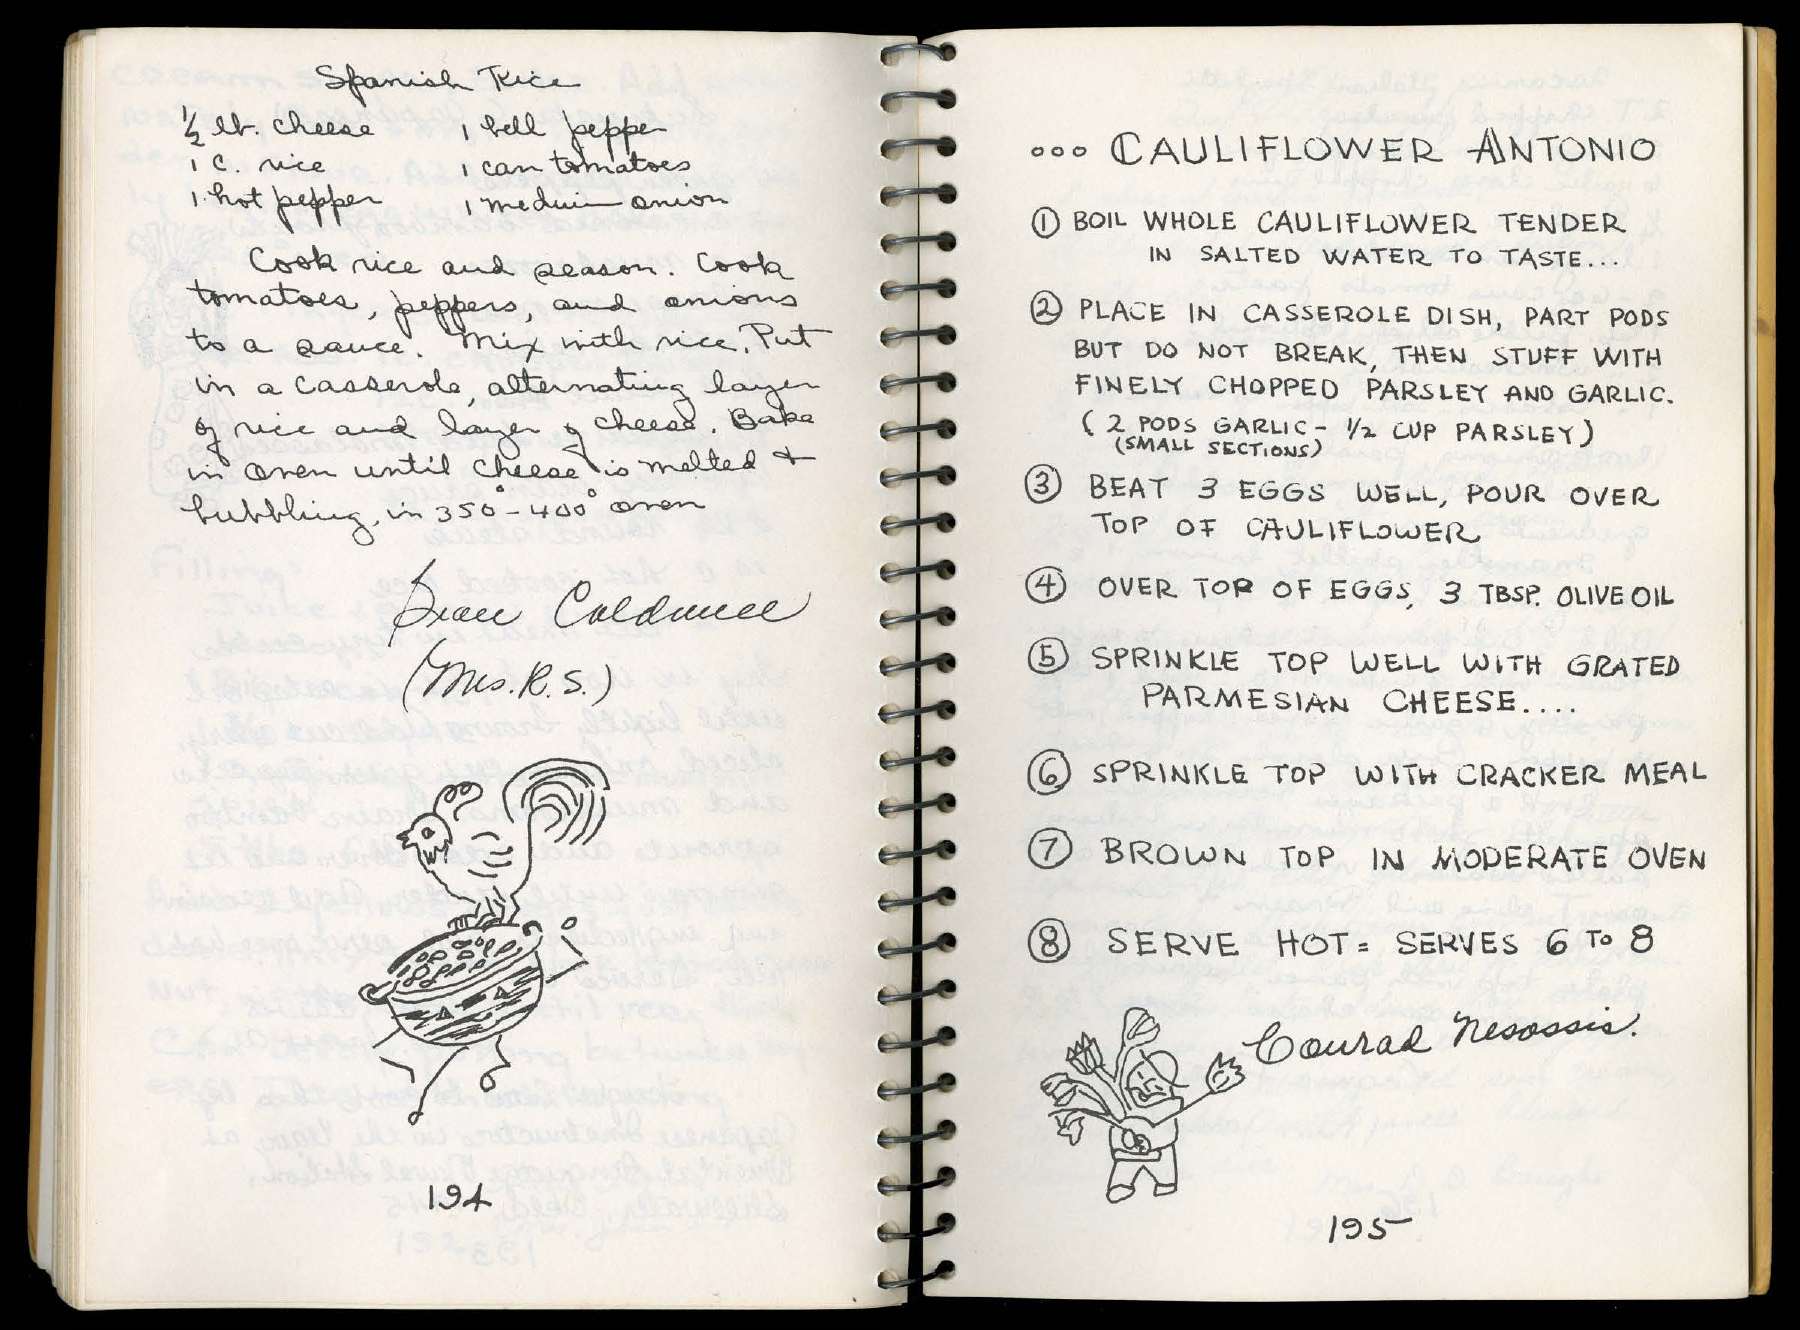 Spanish Rice
½ lb. cheese 1 bell pepper
1 c. rice 1 can tomatoes
1 hot pepper 1 medium onion
Cook rice and season. Cook
tomatoes, peppers, and onions
to a sauce. Mix with rice. Put
in a casserole, alternating layer
of rice and layer of cheese. Bake
in oven until cheese is melted +
bubbling, in 350° - 400° oven
(Mrs. R. S.)
194
... CAULIFLOWER ANTONIO
① BOIL WHOLE CAULIFLOWER TENDER
IN SALTED WATER TO TASTE...
② PLACE IN CASSEROLE DISH, PART PODS
BUT DO NOT BREAK, THEN STUFF WITH
FINELY CHOPPED PARSLEY AND GARLIC.
( 2 PODS GARLIC - ½ CUP PARSLEY )
(SMALL SECTIONS)
③ BEAT 3 EGGS WELL, POUR OVER
TOP OF CAULIFLOWER
④ OVER TOP OF EGGS, 3 TBSP. OLIVE OIL
⑤ SPRINKLE TOP WELL WITH GRATED
PARMESIAN CHEESE....
⑥ SPRINKLE TOP WITH CRACKER MEAL
⑦ BROWN TOP IN MODERATE OVEN
⑧ SERVE HOT = SERVES 6 TO 8
Conrad Nesossis.
195